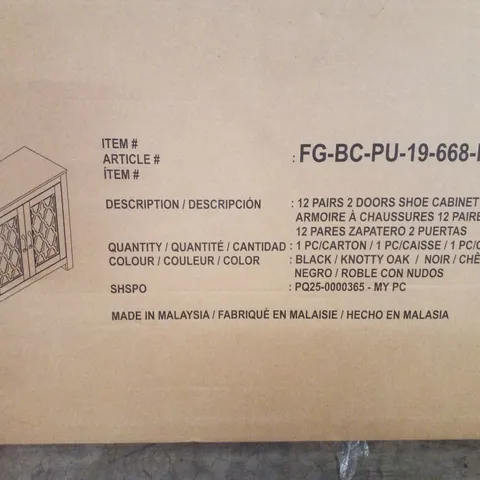 ITEM #
ARTICLE # : FG-BC-PU-19-668-
ÍTEM #
DESCRIPTION / DESCRIPCIÓN : 12 PAIRS 2 DOORS SHOE CABINET
ARMOIRE À CHAUSSURES 12 PAIRE
12 PARES ZAPATERO 2 PUERTAS
QUANTITY / QUANTITÉ / CANTIDAD : 1 PC/CARTON / 1 PC/CAISSE / 1 PC/
COLOUR / COULEUR / COLOR : BLACK / KNOTTY OAK / NOIR / CHÊ
NEGRO / ROBLE CON NUDOS
SHSPO : PQ25-0000365 - MY PC
MADE IN MALAYSIA / FABRIQUÉ EN MALAISIE / HECHO EN MALASIA